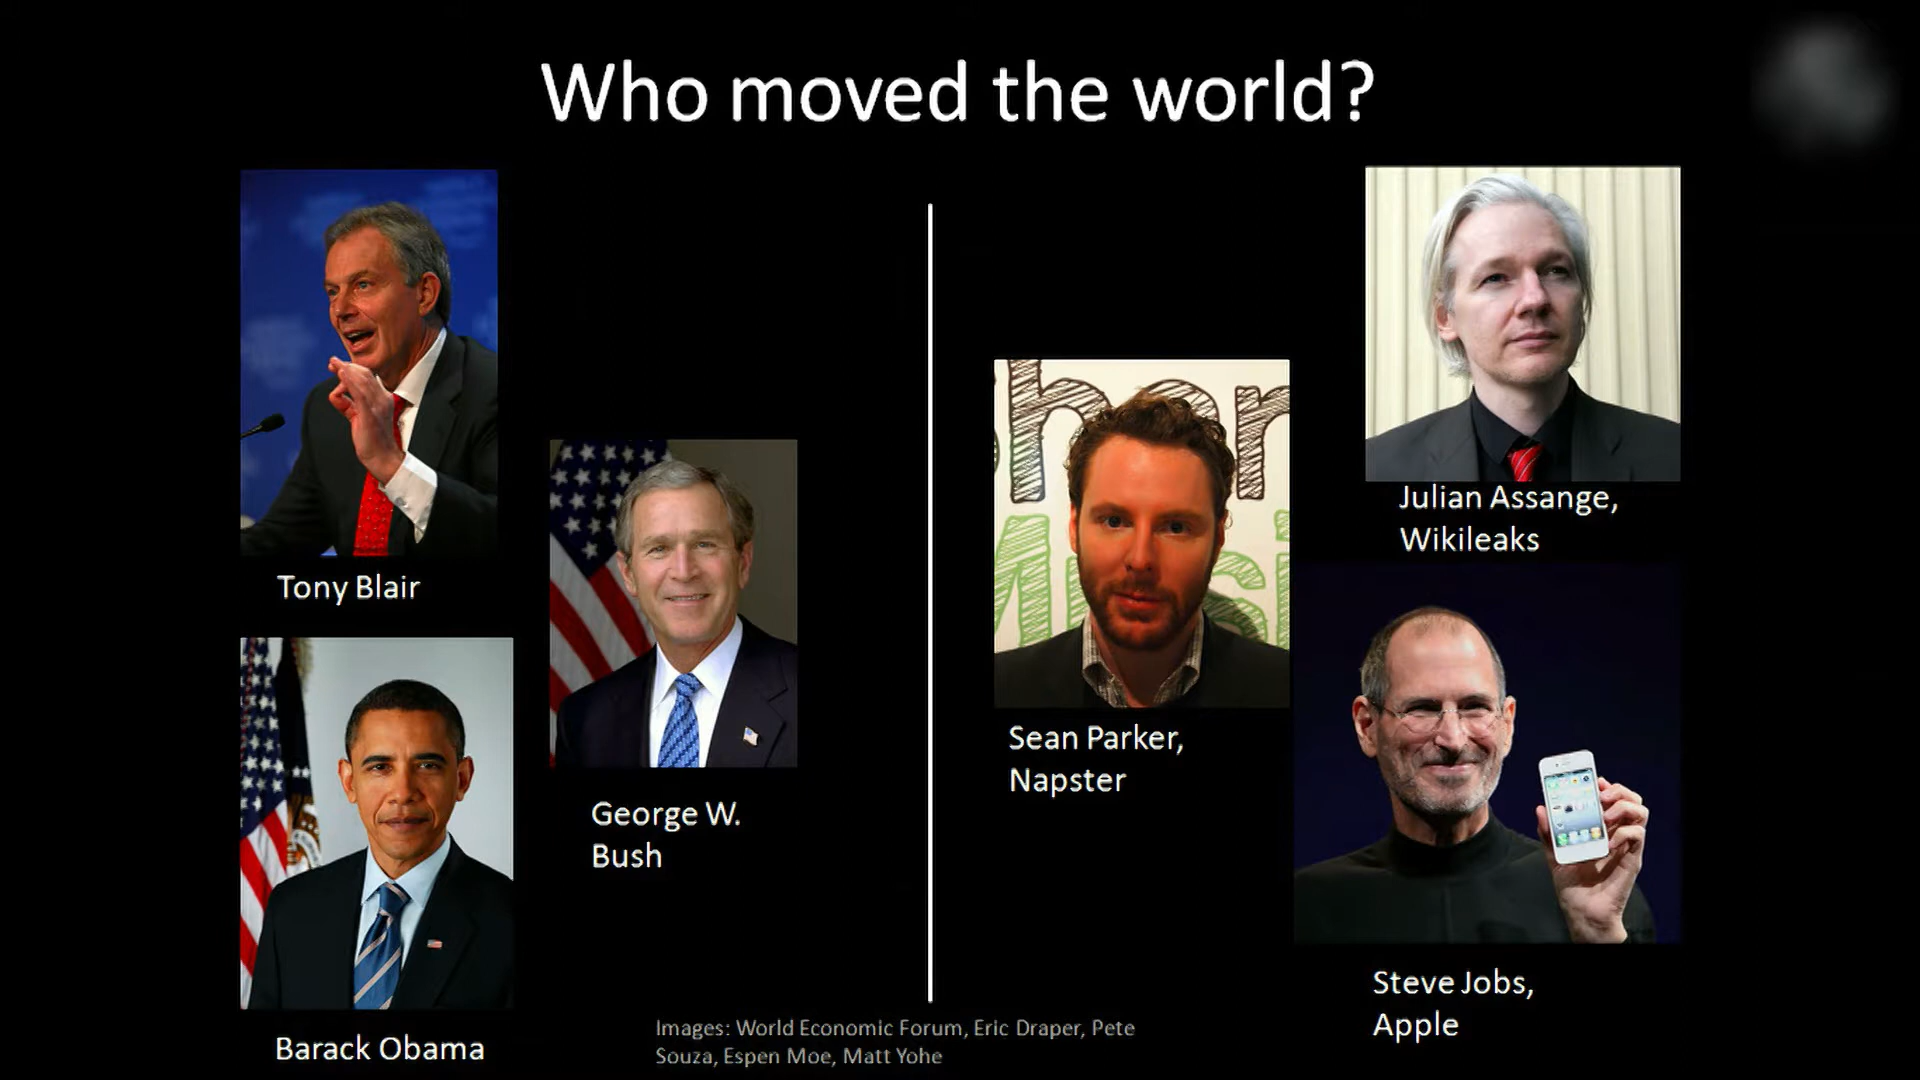 Who moved the world?
Tony Blair
George W.
Bush
Barack Obama
Sean Parker,
Napster
Julian Assange,
Wikileaks
Steve Jobs,
Apple
Images: World Economic Forum, Eric Draper, Pete
Souza, Espen Moe, Matt Yohe